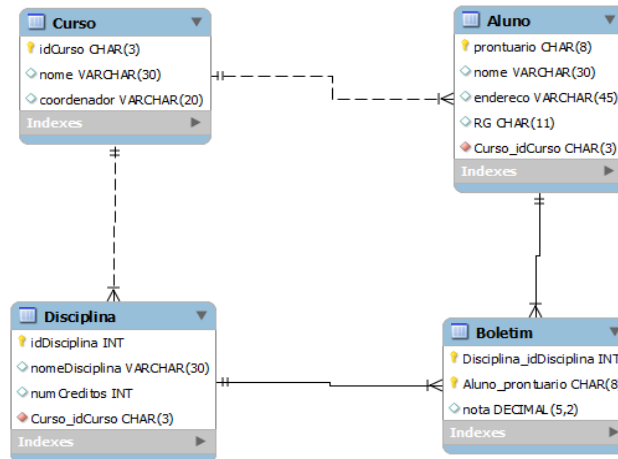 Curso
idCurso CHAR(3)
nome VARCHAR(30)
coordenador VARCHAR(20)
Indexes
Aluno
prontuario CHAR(8)
nome VARCHAR(30)
endereco VARCHAR(45)
RG CHAR(11)
Curso_idCurso CHAR(3)
Indexes
Disciplina
idDisciplina INT
nomeDisciplina VARCHAR(30)
numCreditos INT
Curso_idCurso CHAR(3)
Indexes
Boletim
Disciplina_idDisciplina INT
Aluno_prontuario CHAR(8
nota DECIMAL(5,2)
Indexes